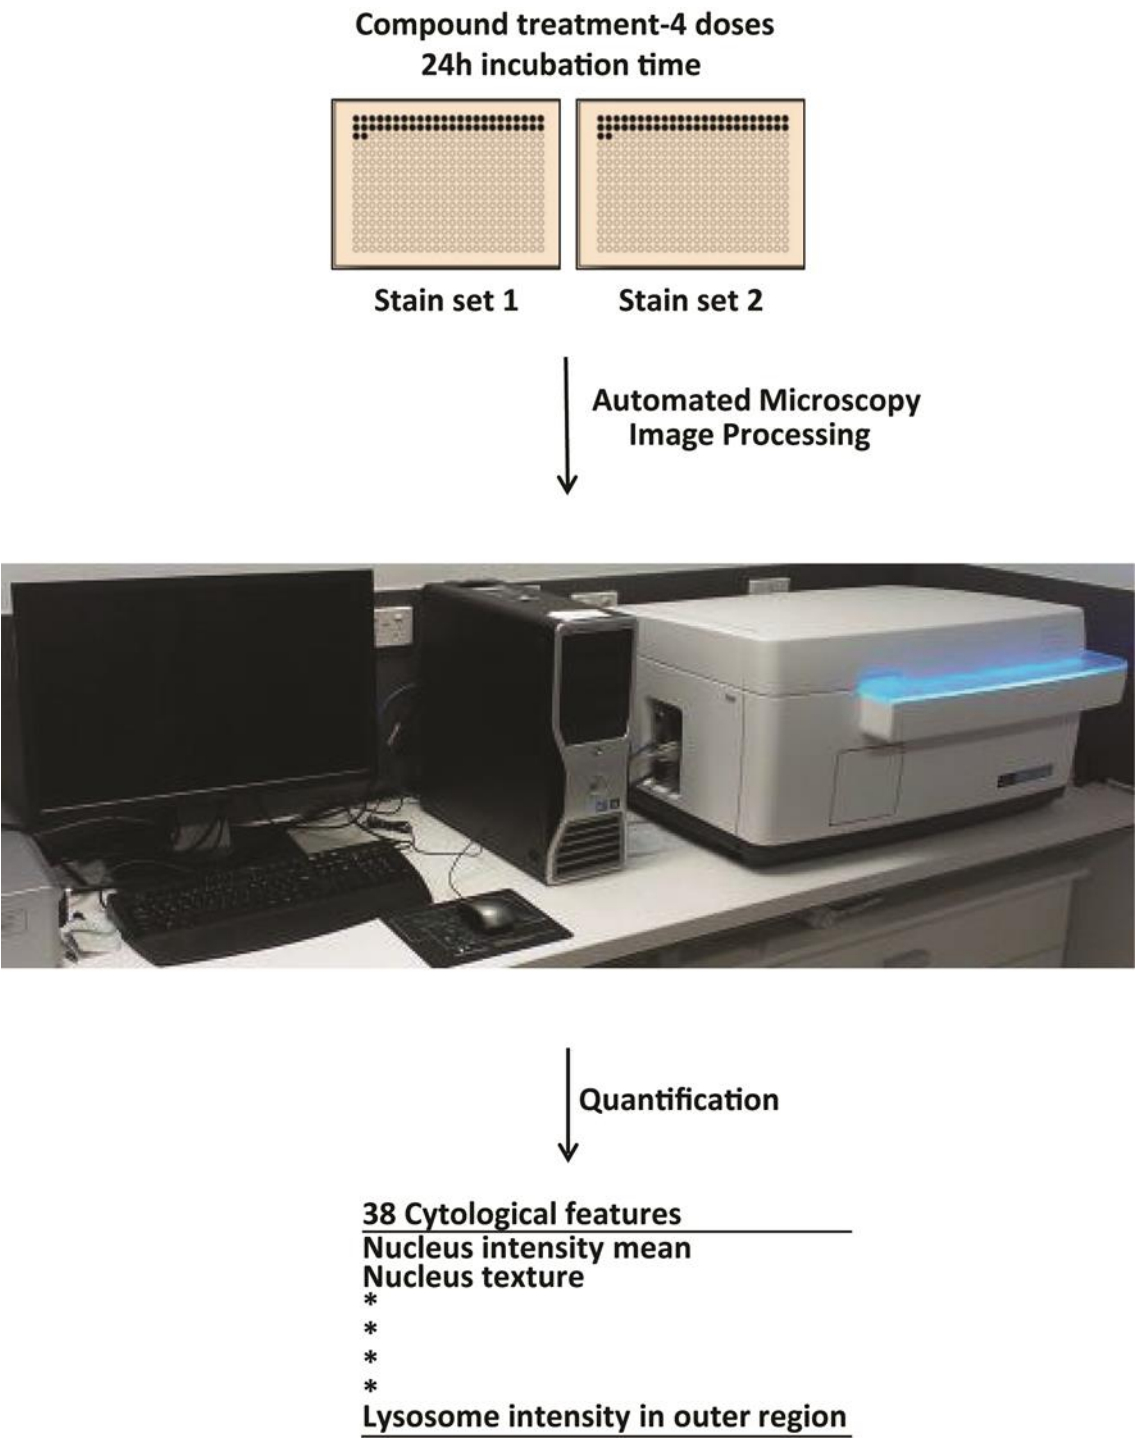 Compound treatment-4 doses
24h incubation time
Stain set 1
Stain set 2
Automated Microscopy
Image Processing
Quantification
38 Cytological features
Nucleus intensity mean
Nucleus texture
*
*
*
*
Lysosome intensity in outer region